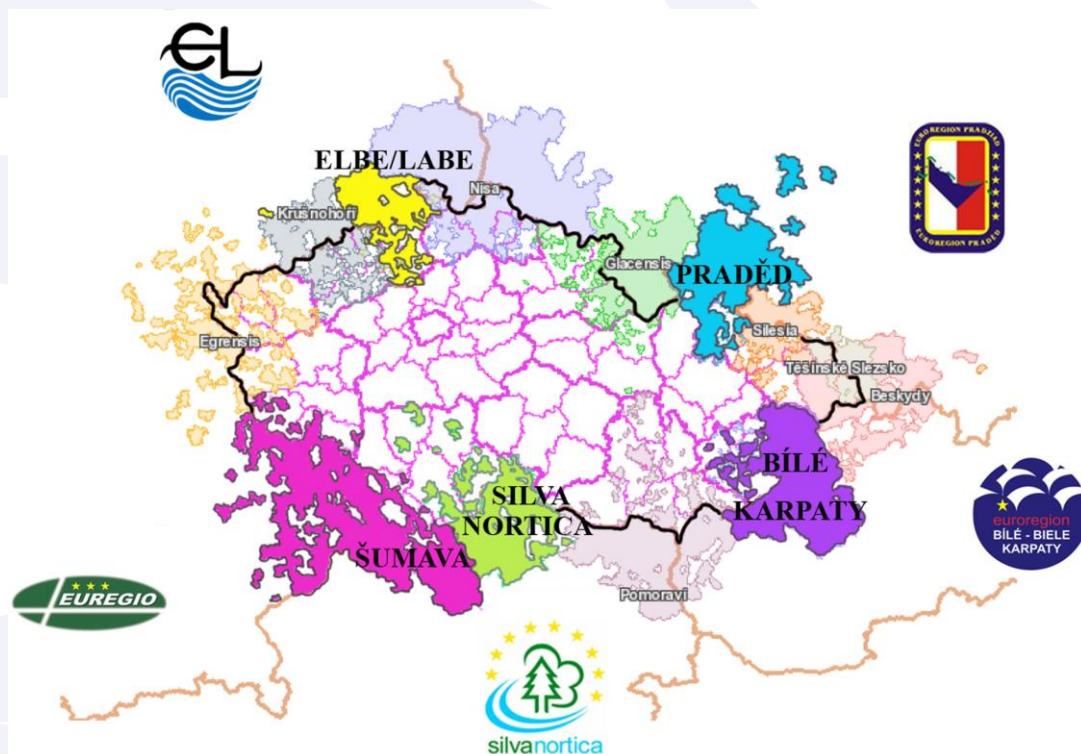 EL
ELBE/LABE
Nisa
Krušnohoří
EUROREGION PRADZIAD
EUROREGION PRADĚD
Glacensis
PRADĚD
Egrensis
Silesia
Těšínské Slezsko
Beskydy
BÍLÉ
KARPATY
SILVA
NORTICA
ŠUMAVA
euroregion
BÍLÉ - BIELE
KARPATY
EUREGIO
Pomoraví
silvanortica